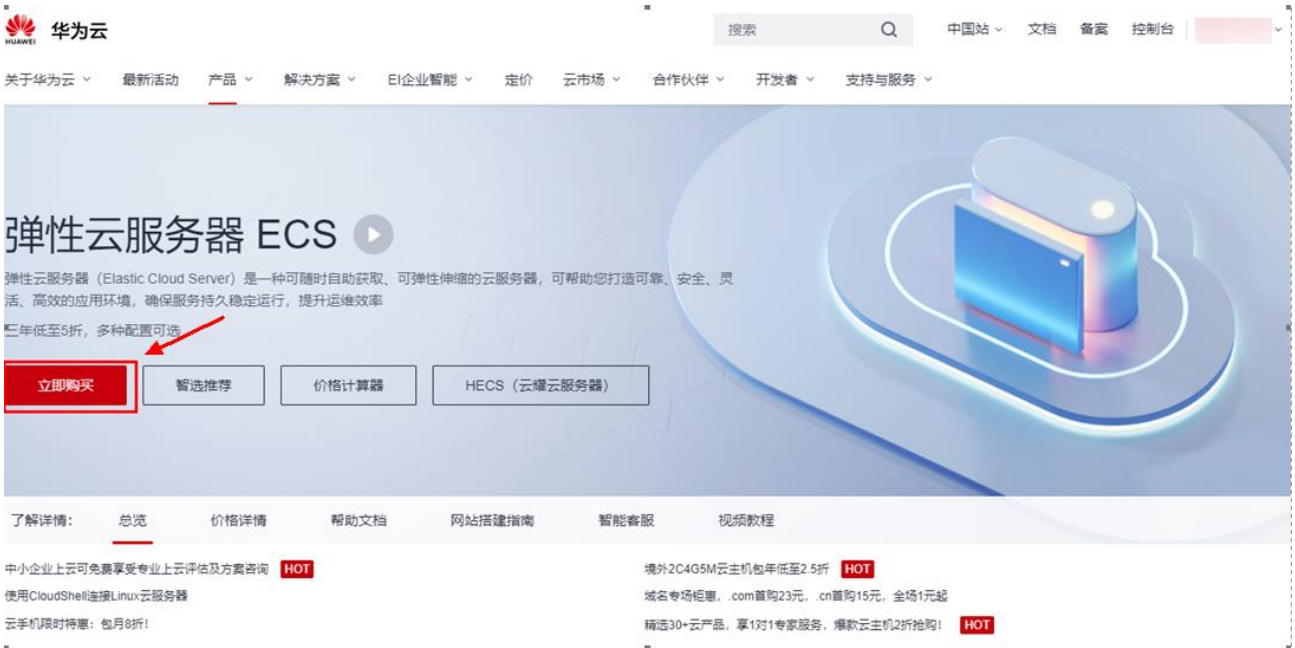 HUAWEI 华为云 搜索 中国站 文档 备案 控制台
关于华为云 最新活动 产品 解决方案 EI企业智能 定价 云市场 合作伙伴 开发者 支持与服务
弹性云服务器 ECS
弹性云服务器（Elastic Cloud Server）是一种可随时自助获取、可弹性伸缩的云服务器，可帮助您打造可靠、安全、灵
活、高效的应用环境，确保服务持久稳定运行，提升运维效率
三年低至5折，多种配置可选
立即购买 智选推荐 价格计算器 HECS（云耀云服务器）
了解详情： 总览 价格详情 帮助文档 网站搭建指南 智能客服 视频教程
中小企业上云可免费享受专业上云评估及方案咨询 HOT 境外2C4G5M云主机包年低至2.5折 HOT
使用CloudShell连接Linux云服务器 域名专场钜惠，.com首购23元，.cn首购15元，全场1元起
云手机限时特惠：包月8折！ 精选30+云产品，享1对1专家服务，爆款云主机2折抢购！ HOT